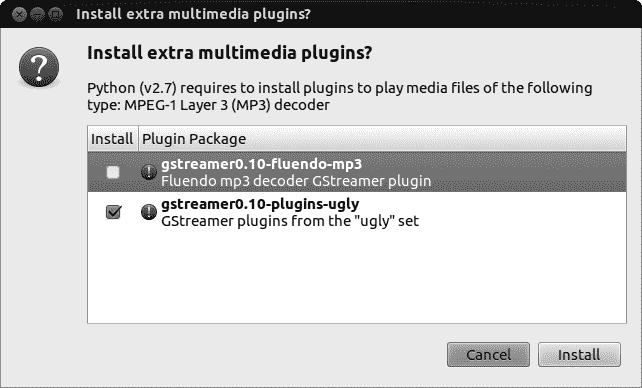 Install extra multimedia plugins?
Install extra multimedia plugins?
Python (v2.7) requires to install plugins to play media files of the following
type: MPEG-1 Layer 3 (MP3) decoder
Install Plugin Package
gstreamer0.10-fluendo-mp3
Fluendo mp3 decoder GStreamer plugin
gstreamer0.10-plugins-ugly
GStreamer plugins from the "ugly" set
Cancel Install